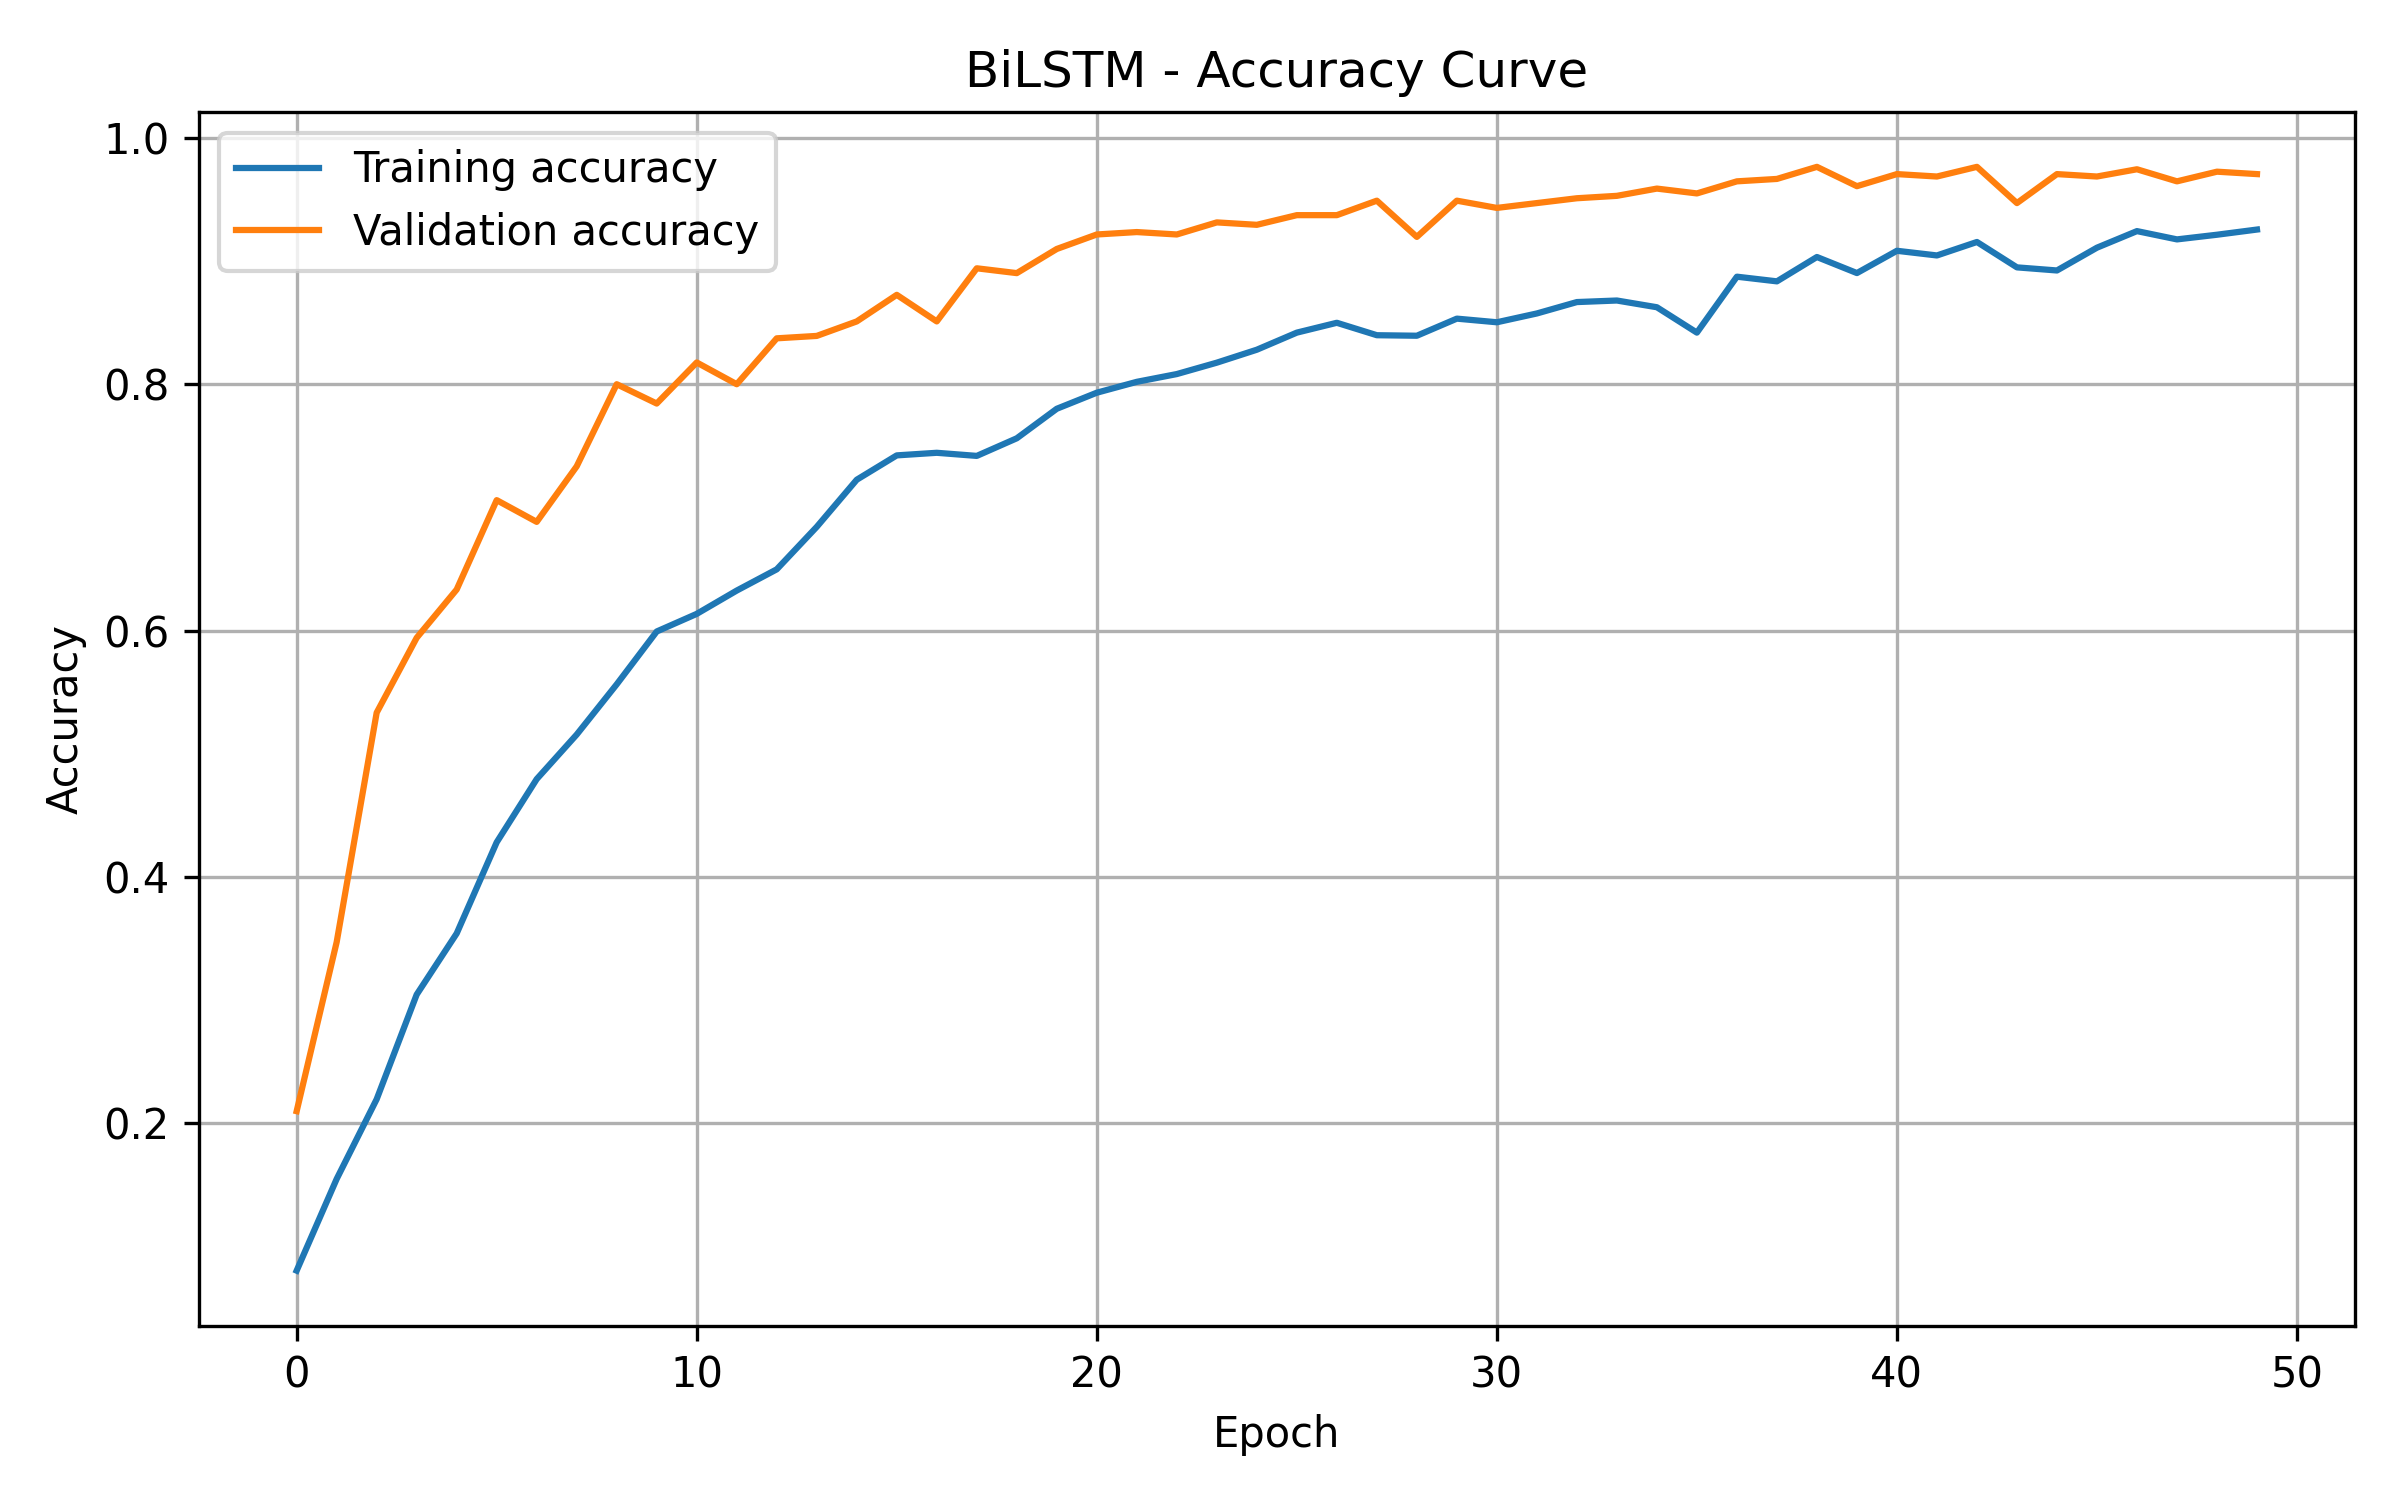 BiLSTM - Accuracy Curve
Training accuracy
Validation accuracy
1.0
0.8
0.6
0.4
0.2
Accuracy
0 10 20 30 40 50
Epoch